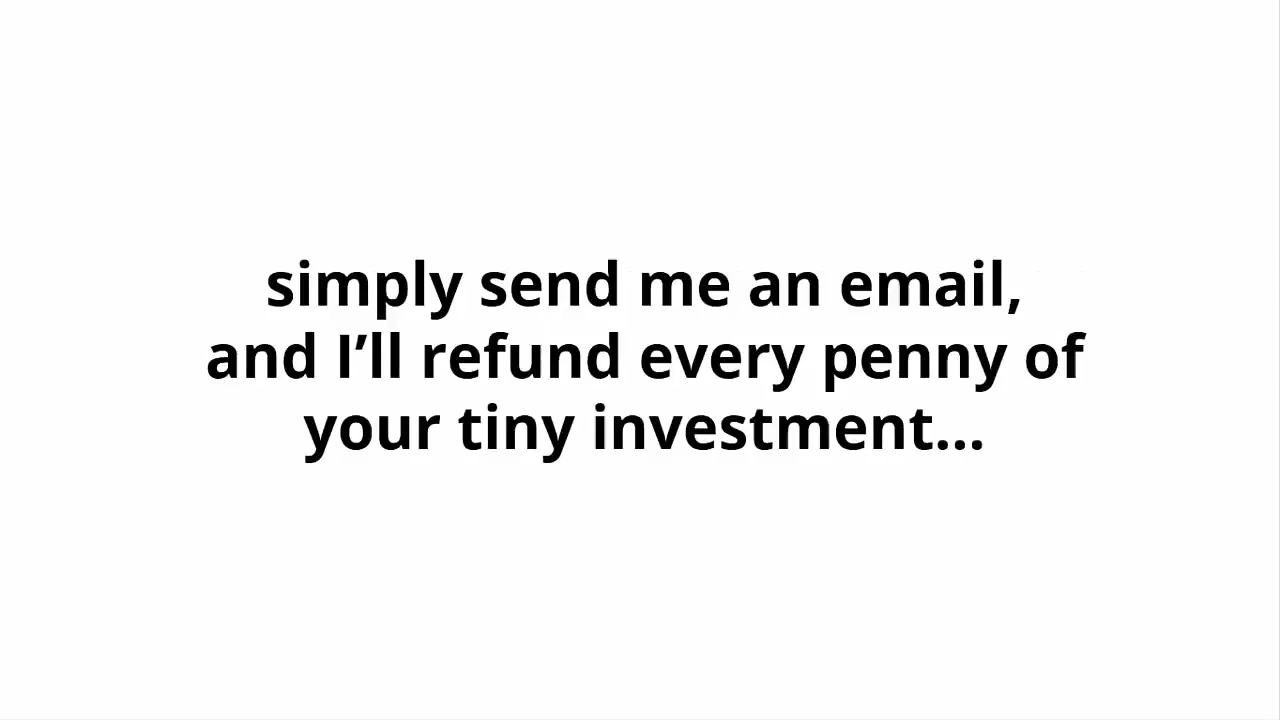 simply send me an email,
and I’ll refund every penny of
your tiny investment...